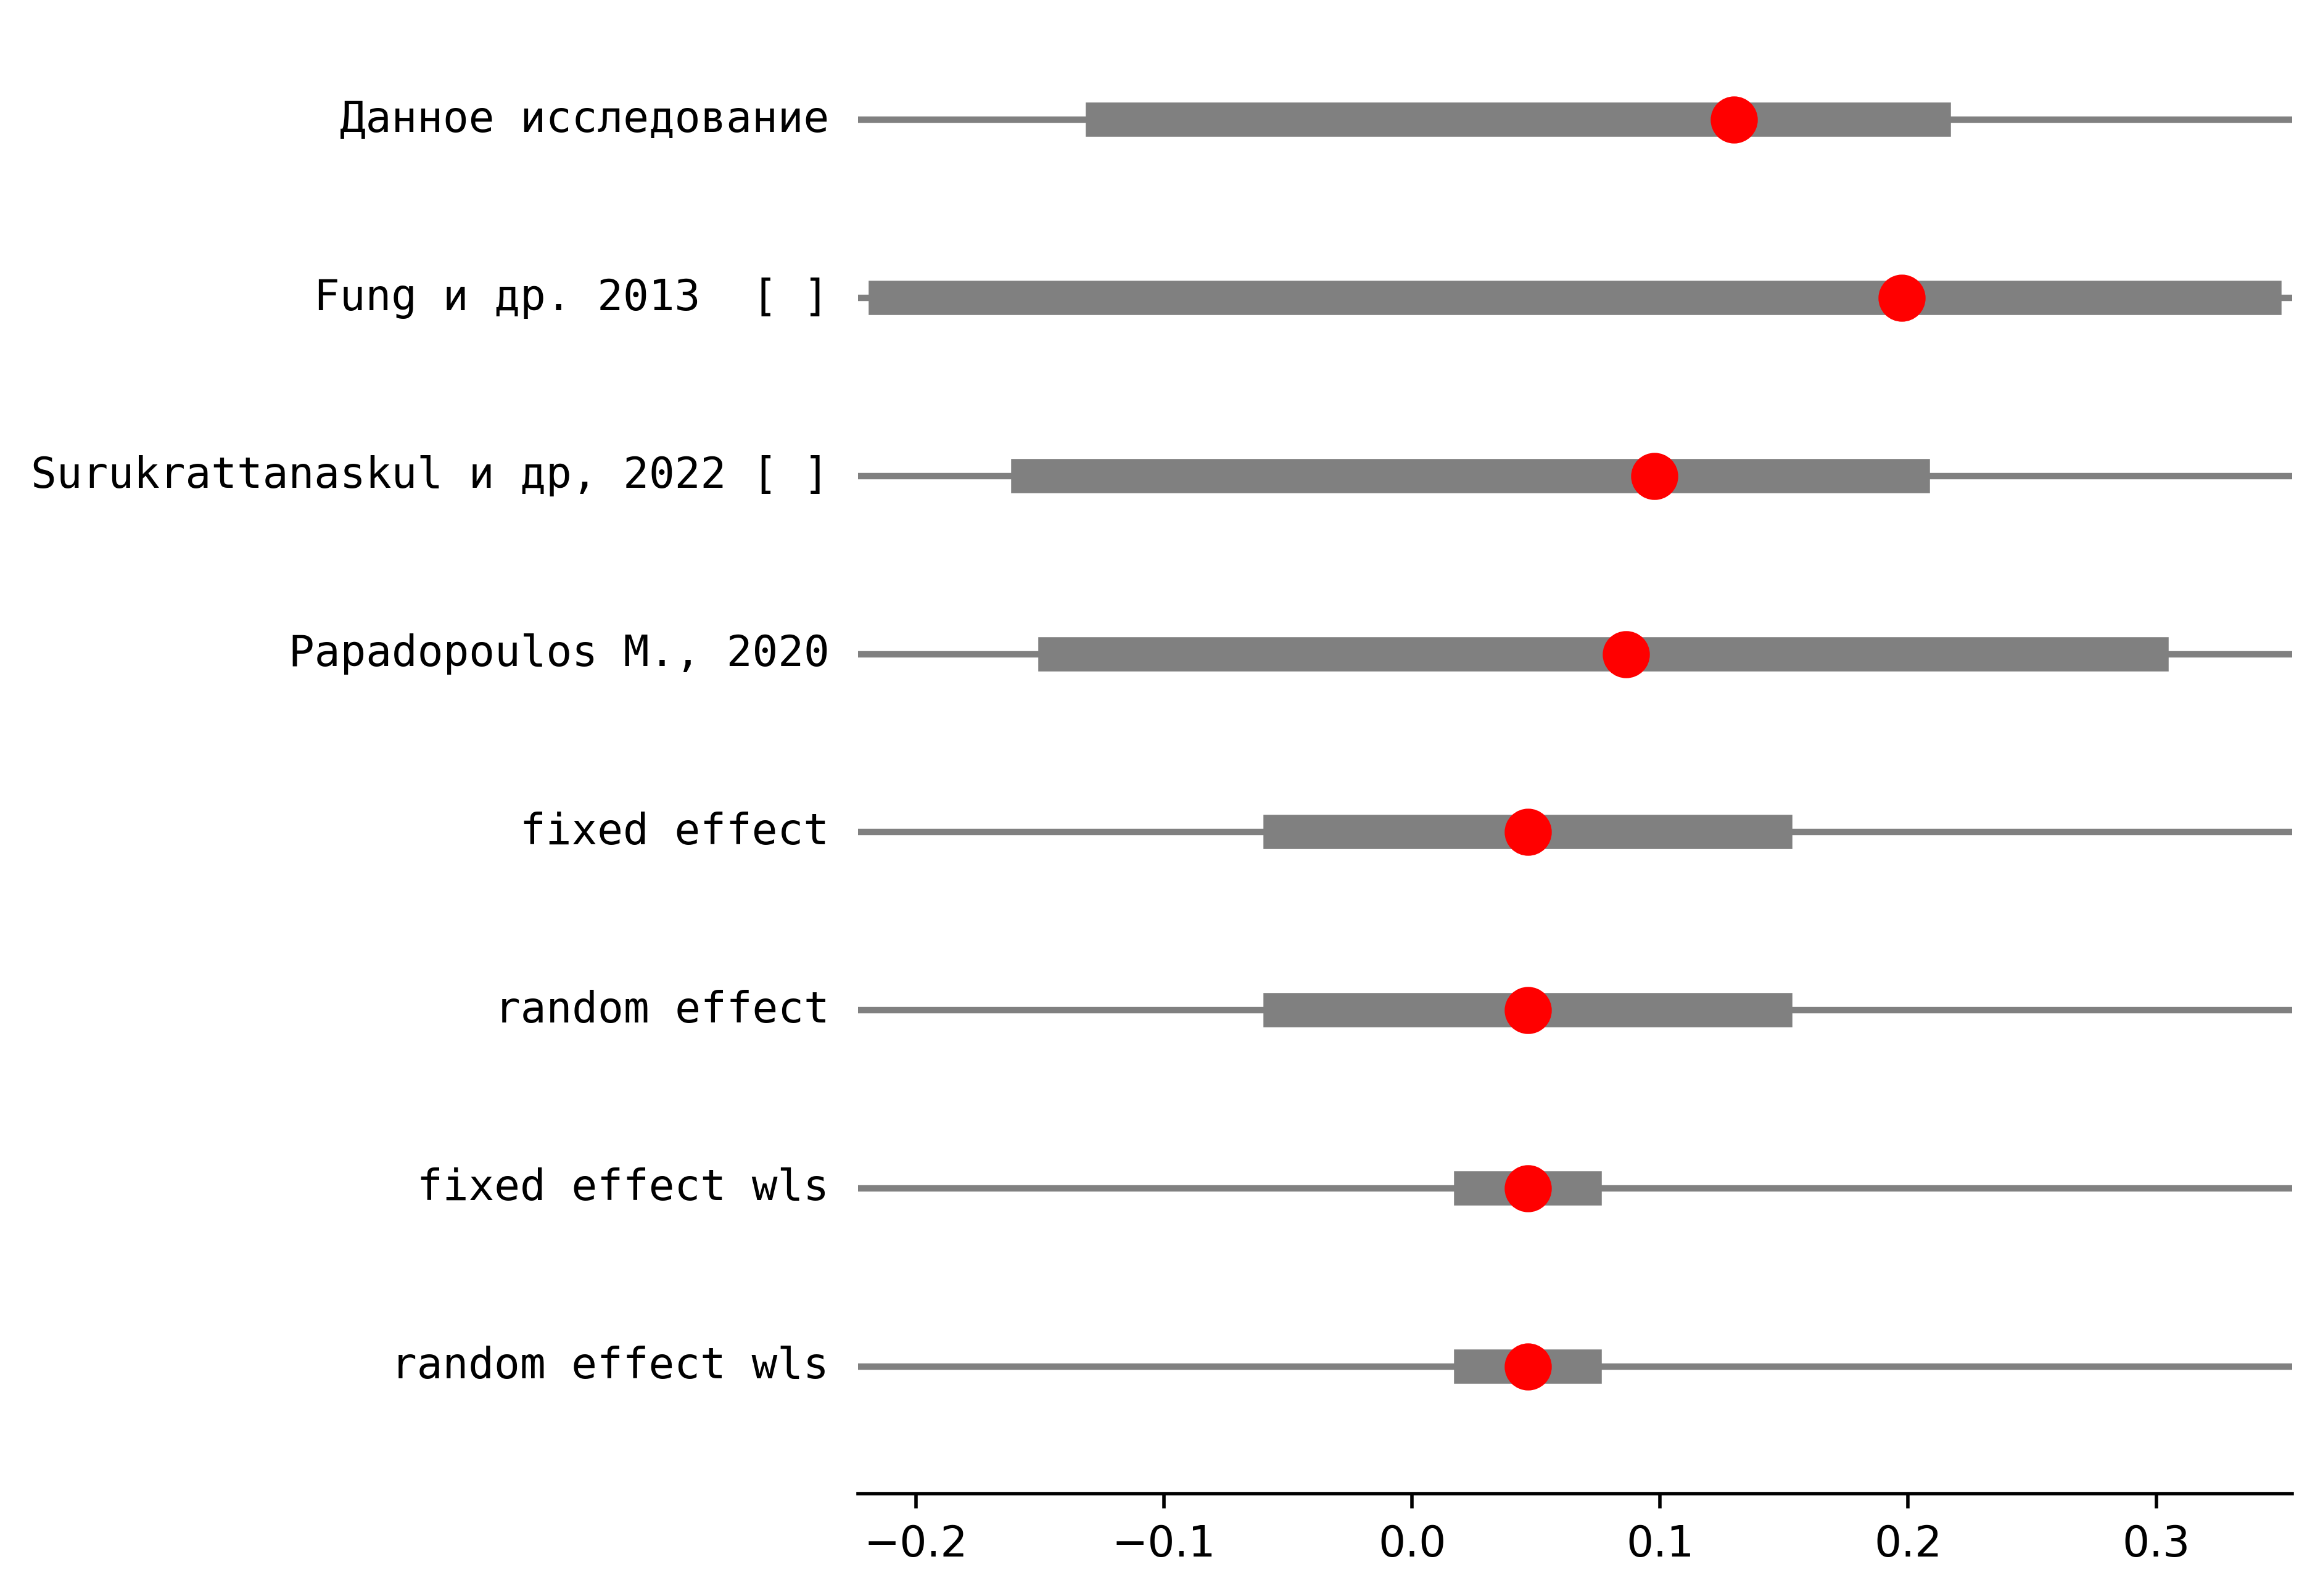 Данное исследование
Fung и др. 2013  [ ]
Surukrattanaskul и др, 2022 [ ]
Papadopoulos M., 2020
fixed effect
random effect
fixed effect wls
random effect wls
−0.2 −0.1 0.0 0.1 0.2 0.3